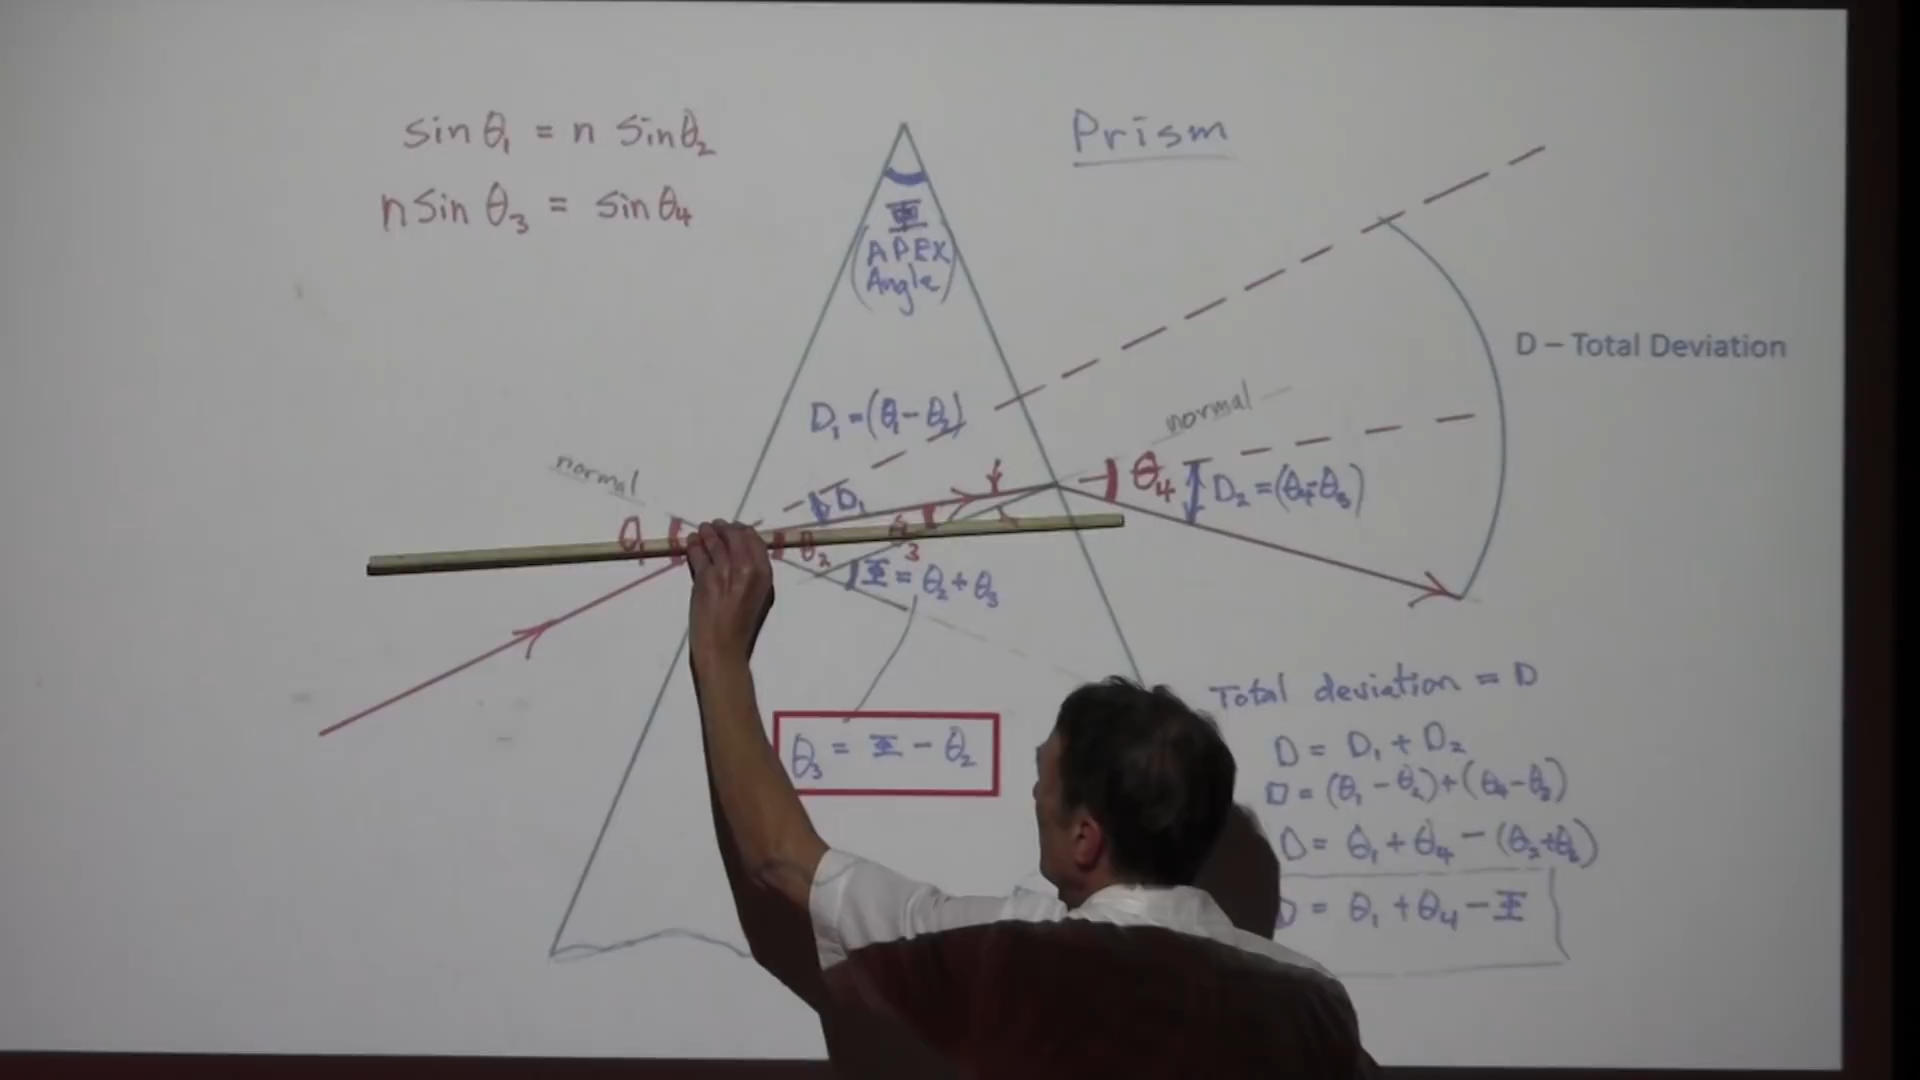 sin θ₁ = n sin θ₂
n sin θ₃ = sin θ₄
Prism
Φ
(APEX
Angle)
D – Total Deviation
D₁ = (θ₁ – θ₂)
normal
normal
θ₁
D₁
θ₂
3
θ₄
D₂ = (θ₄ – θ₃)
Φ = θ₂ + θ₃
θ₃ = Φ – θ₂
Total deviation = D
D = D₁ + D₂
D = (θ₁ – θ₂) + (θ₄ – θ₃)
D = θ₁ + θ₄ – (θ₂ + θ₃)
D = θ₁ + θ₄ – Φ